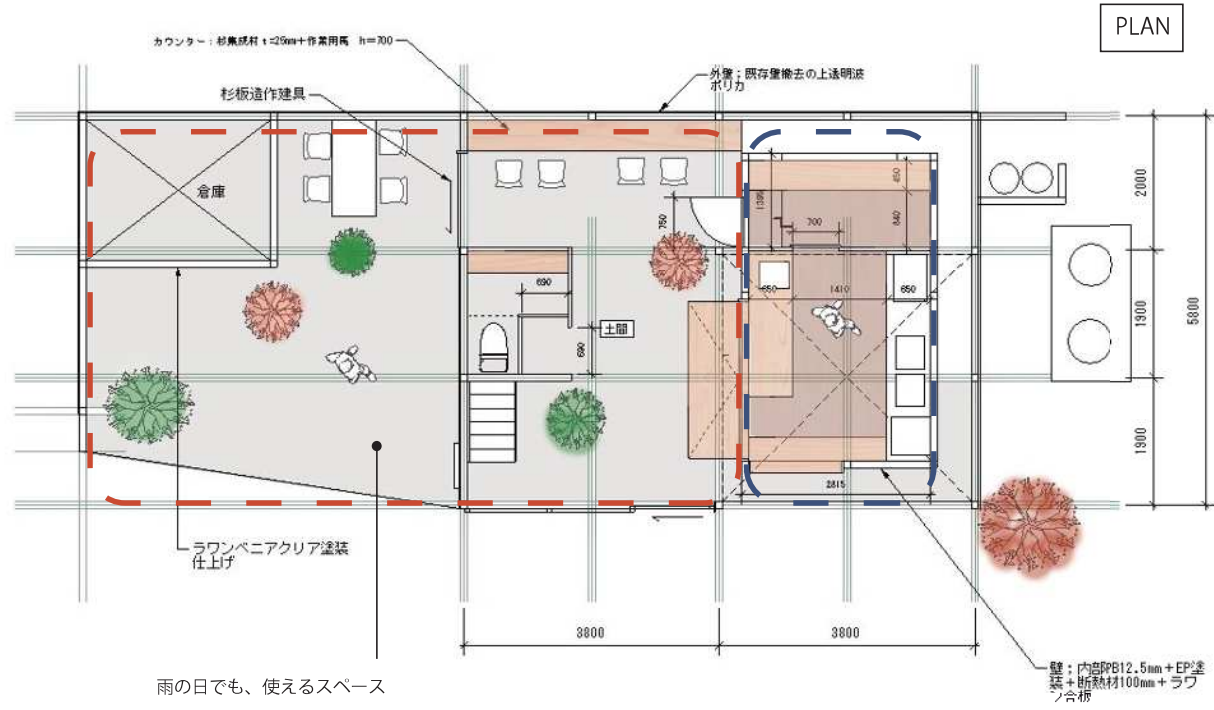 PLAN
カウンター：杉集成材 t=25mm＋作業用馬 h=700
外壁；既存壁撤去の上透明波
ポリカ
杉板造作建具
倉庫
450
1395
840
700
750
2000
690
650
1410
650
1900
5800
土間
690
1900
2815
ラワンベニアクリア塗装
仕上げ
3800
3800
雨の日でも、使えるスペース
壁；内部PB12.5mm＋EP塗
装＋断熱材100mm＋ラワ
ン合板